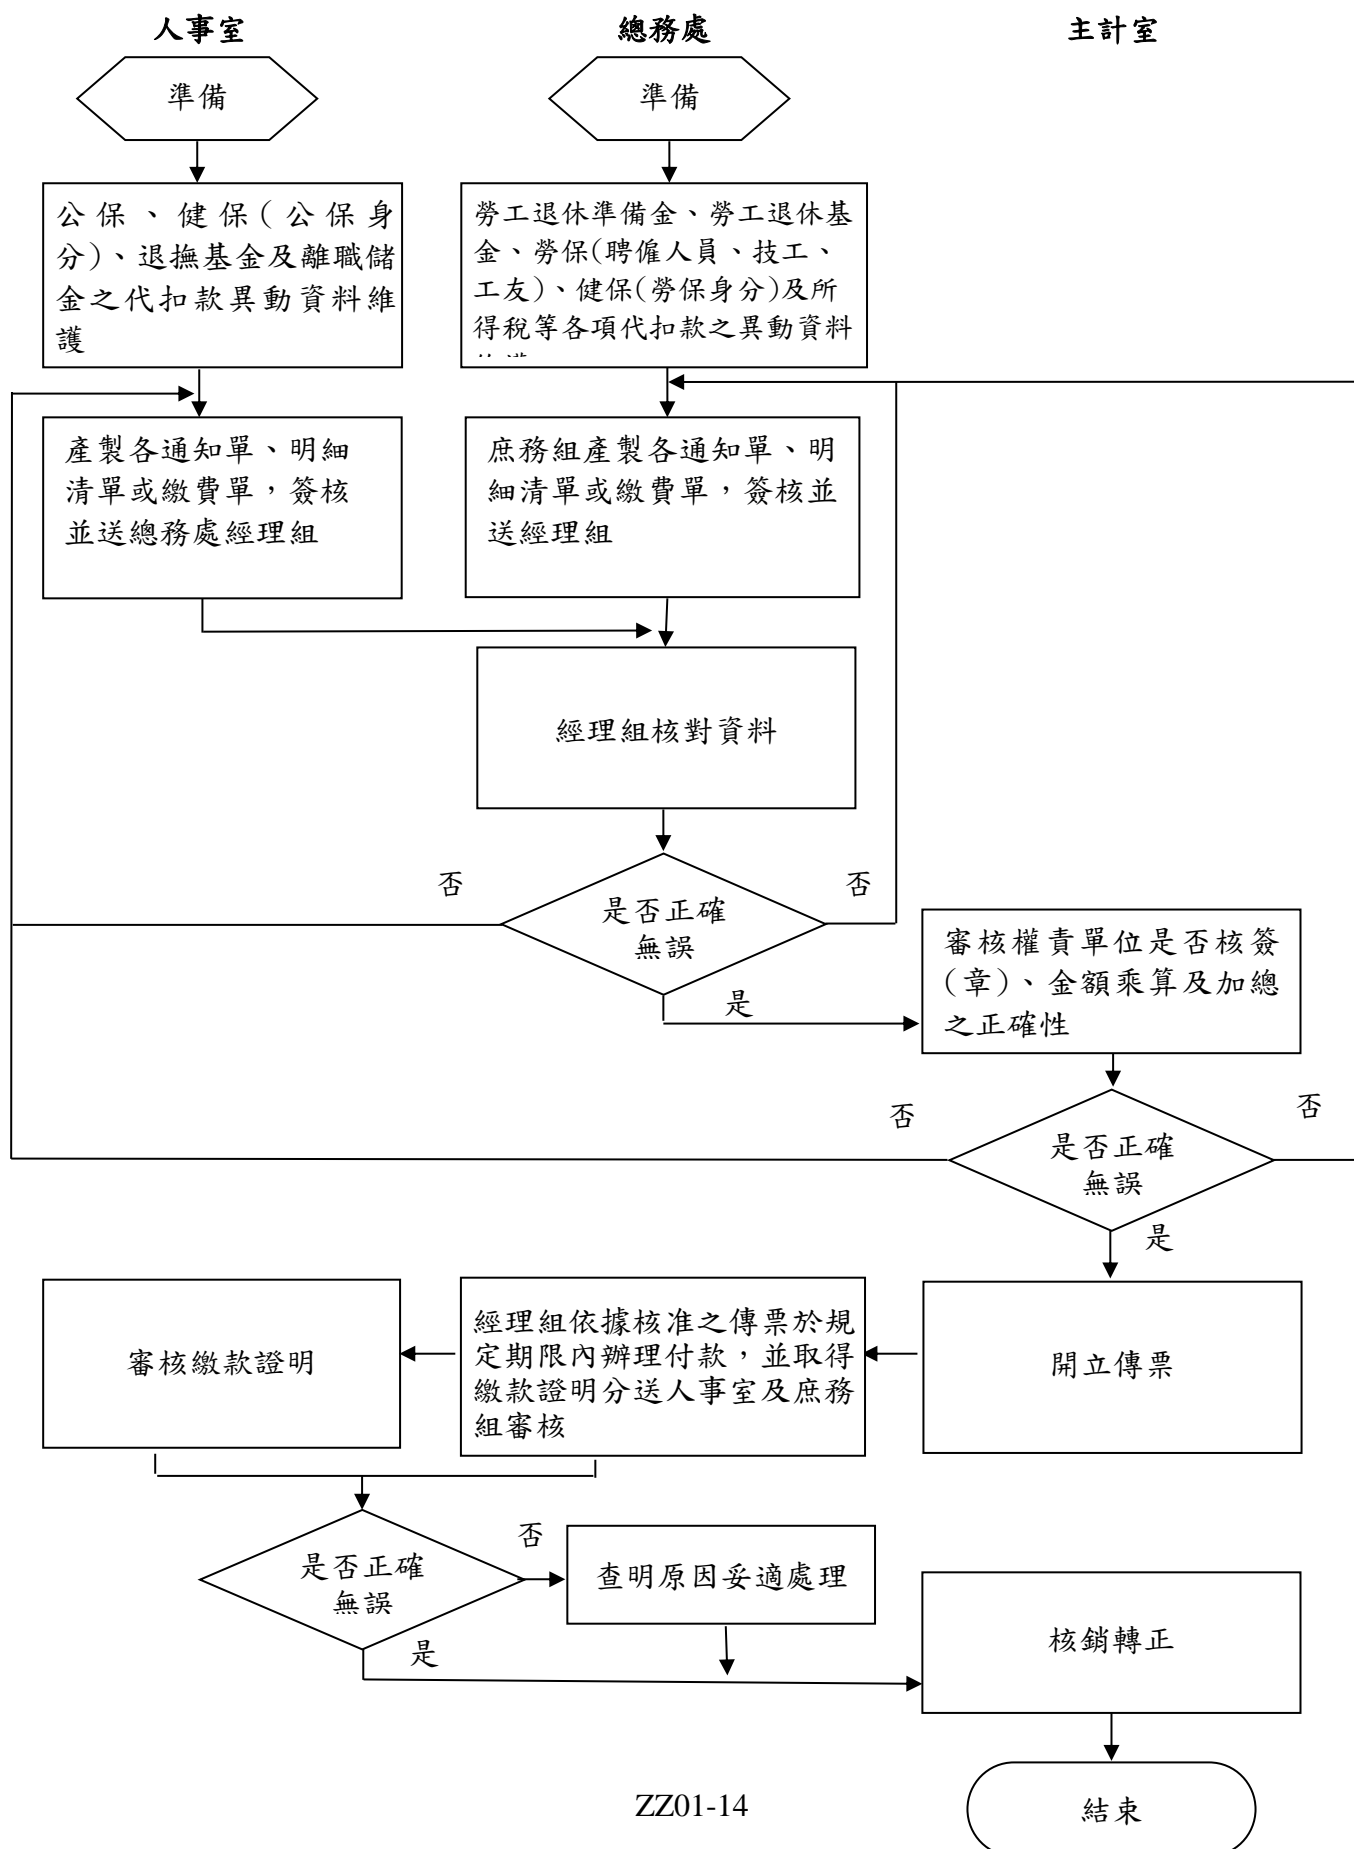 人事室
總務處
主計室
準備
準備
公保、健保(公保身
分)、退撫基金及離職儲
金之代扣款異動資料維
護
勞工退休準備金、勞工退休基
金、勞保(聘僱人員、技工、
工友)、健保(勞保身分)及所
得稅等各項代扣款之異動資料
產製各通知單、明細
清單或繳費單，簽核
並送總務處經理組
庶務組產製各通知單、明
細清單或繳費單，簽核並
送經理組
經理組核對資料
否
否
是否正確
無誤
是
審核權責單位是否核簽
(章)、金額乘算及加總
之正確性
否
否
是否正確
無誤
是
審核繳款證明
經理組依據核准之傳票於規
定期限內辦理付款，並取得
繳款證明分送人事室及庶務
組審核
開立傳票
否
是否正確
無誤
查明原因妥適處理
是
核銷轉正
ZZ01-14
結束